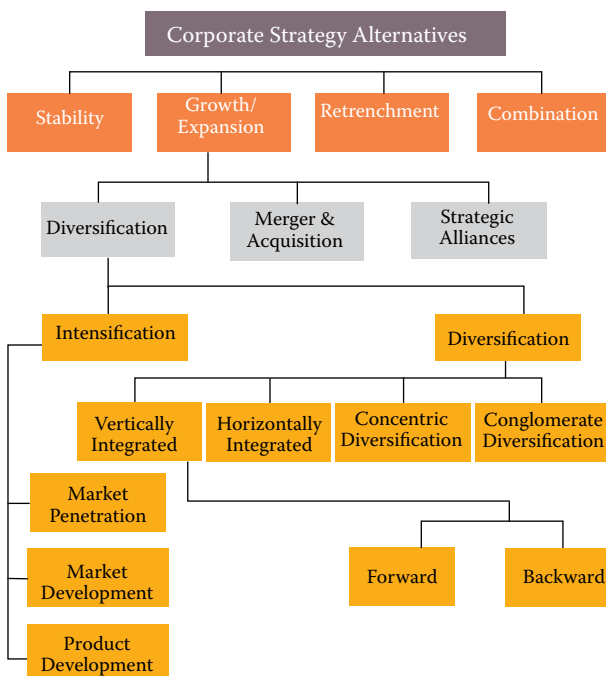 Corporate Strategy Alternatives
Stability
Growth/
Expansion
Retrenchment
Combination
Diversification
Merger &
Acquisition
Strategic
Alliances
Intensification
Diversification
Vertically
Integrated
Horizontally
Integrated
Concentric
Diversification
Conglomerate
Diversification
Market
Penetration
Market
Development
Product
Development
Forward
Backward